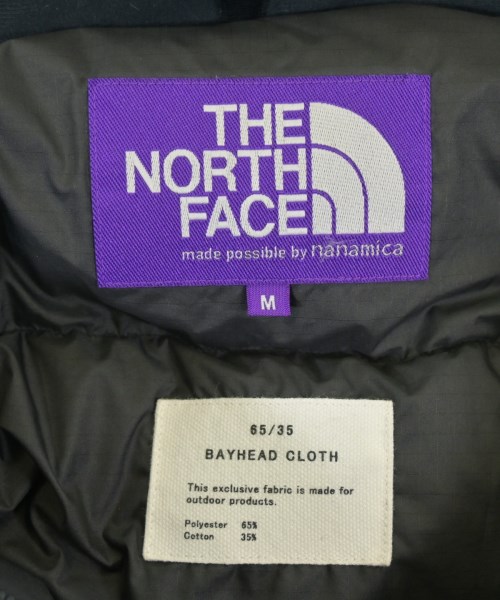 THE
NORTH
FACE
made possible by nanamica
M
65/35
BAYHEAD CLOTH
This exclusive fabric is made for
outdoor products.
Polyester 65%
Cotton 35%